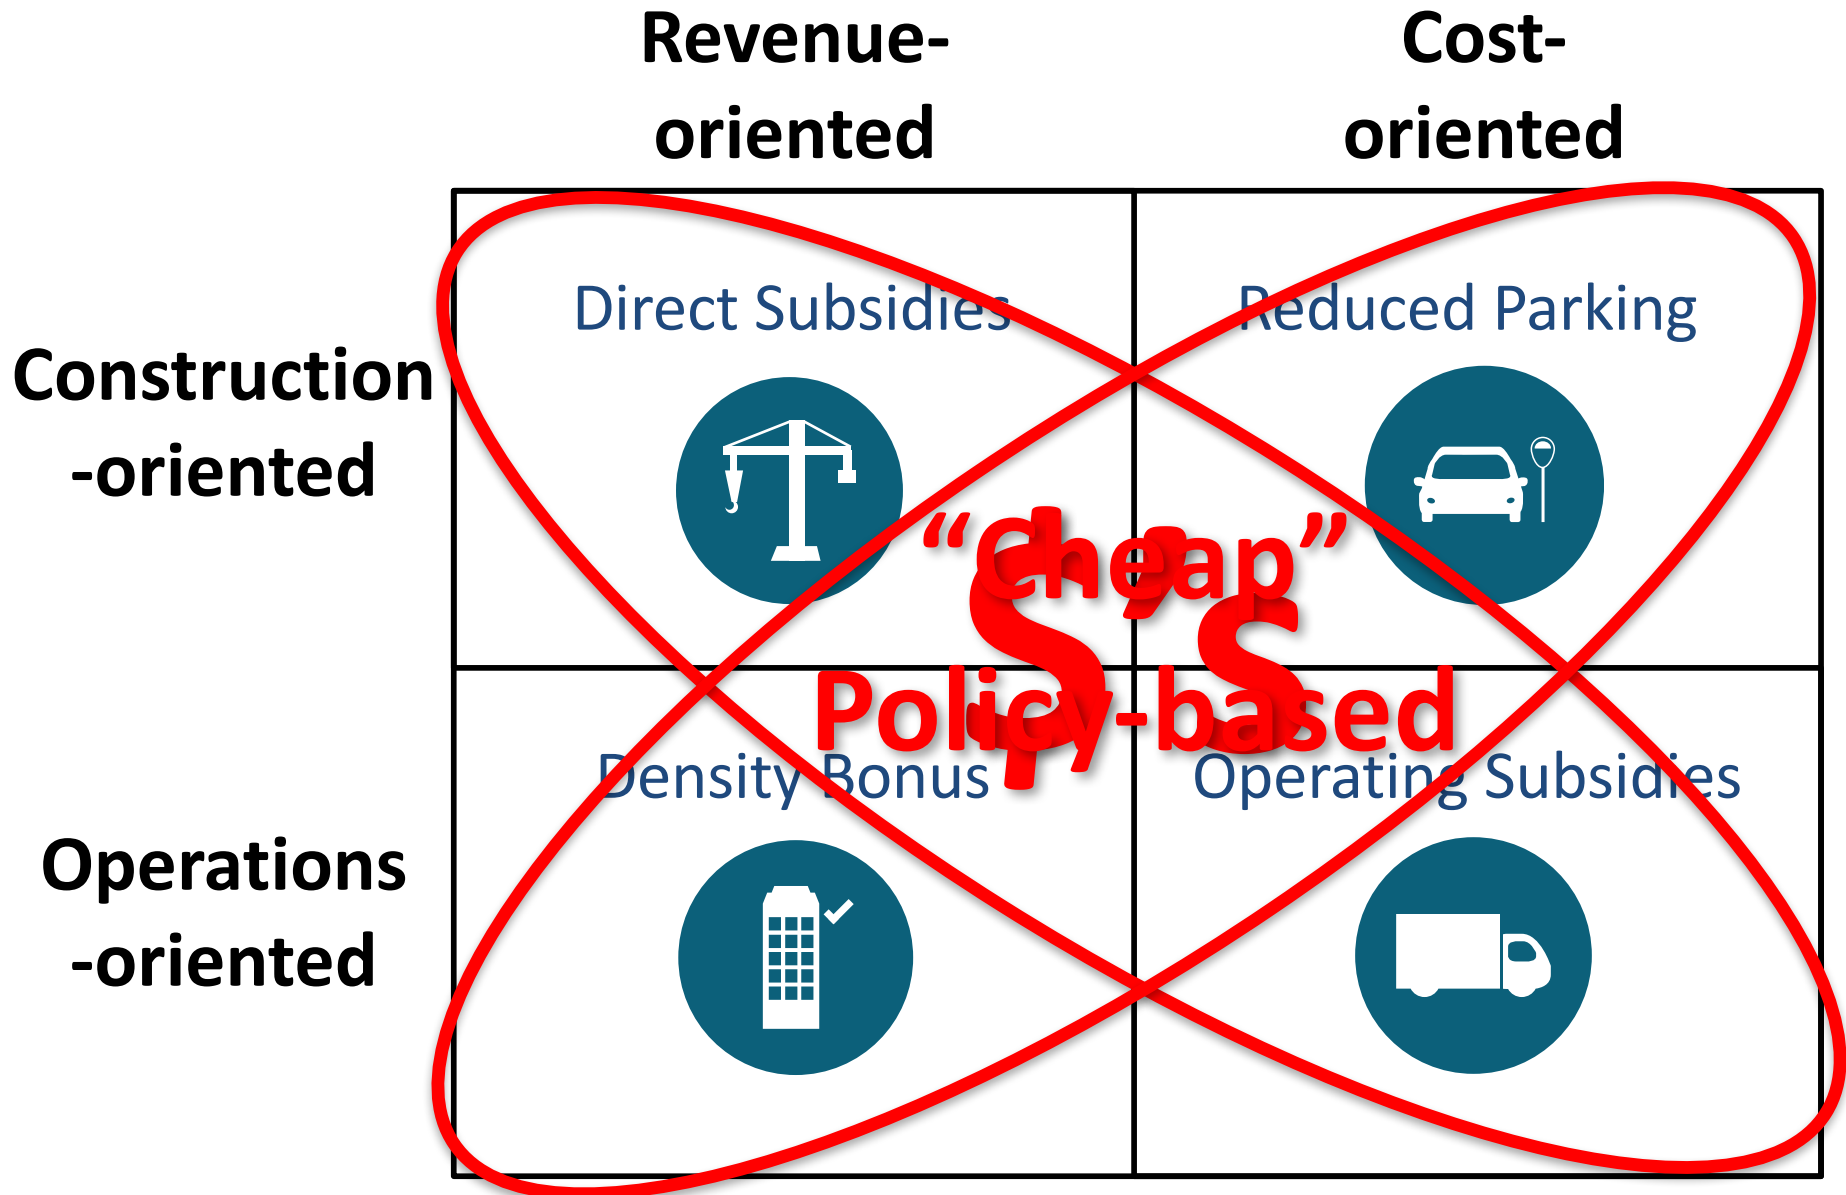 Revenue-
oriented
Cost-
oriented
Construction
-oriented
Direct Subsidies
Reduced Parking
“Cheap”
$’s
Policy-based
Operations
-oriented
Density Bonus
Operating Subsidies